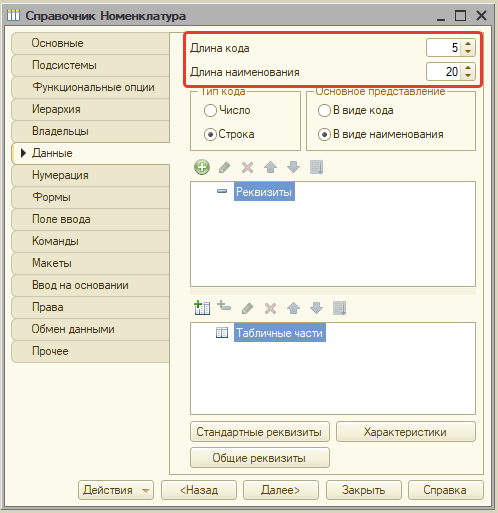 Справочник Номенклатура
Основные
Подсистемы
Функциональные опции
Иерархия
Владельцы
Данные
Нумерация
Формы
Поле ввода
Команды
Макеты
Ввод на основании
Права
Обмен данными
Прочее
Длина кода 5
Длина наименования 20
Тип кода
Число
Строка
Основное представление
В виде кода
В виде наименования
Реквизиты
Табличные части
Стандартные реквизиты Характеристики
Общие реквизиты
Действия <Назад Далее> Закрыть Справка